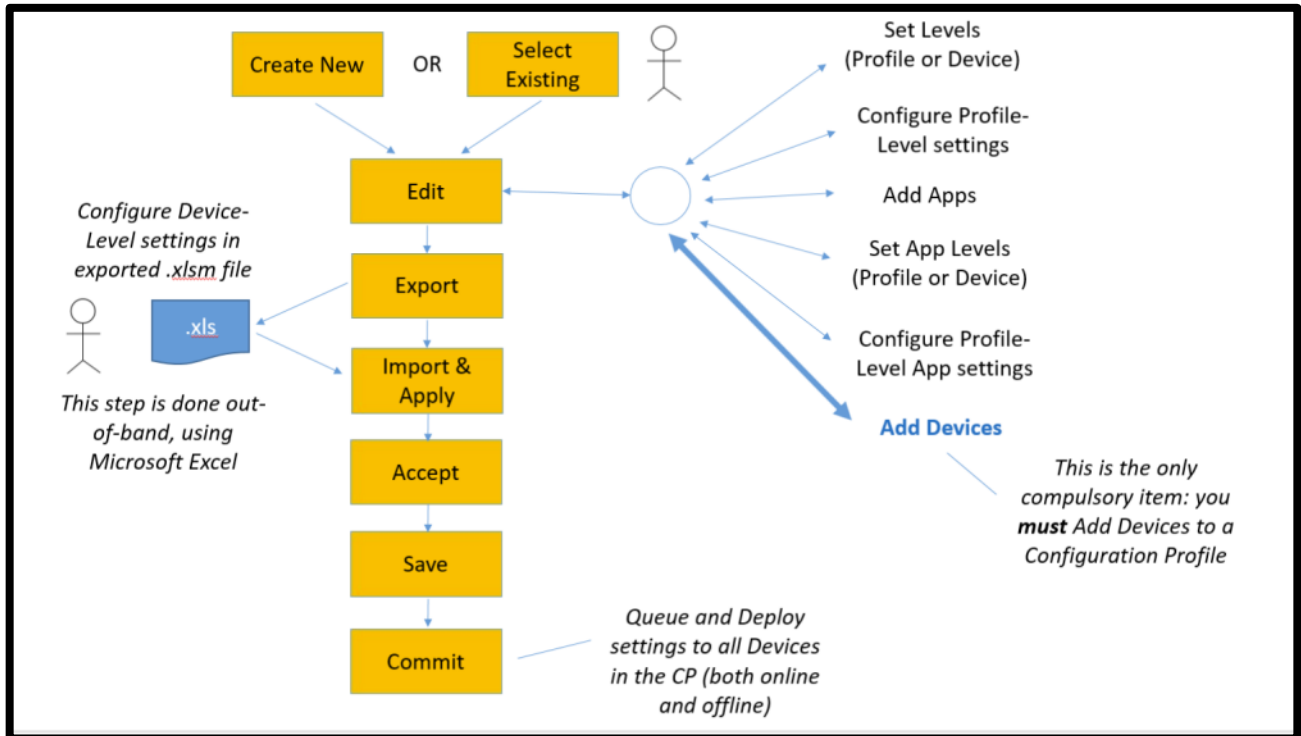 Create New
OR
Select
Existing
Set Levels
(Profile or Device)
Configure Profile-
Level settings
Add Apps
Set App Levels
(Profile or Device)
Configure Profile-
Level App settings
Add Devices
This is the only
compulsory item: you
must Add Devices to a
Configuration Profile
Edit
Configure Device-
Level settings in
exported .xlsm file
.xls
This step is done out-
of-band, using
Microsoft Excel
Export
Import &
Apply
Accept
Save
Commit
Queue and Deploy
settings to all Devices
in the CP (both online
and offline)